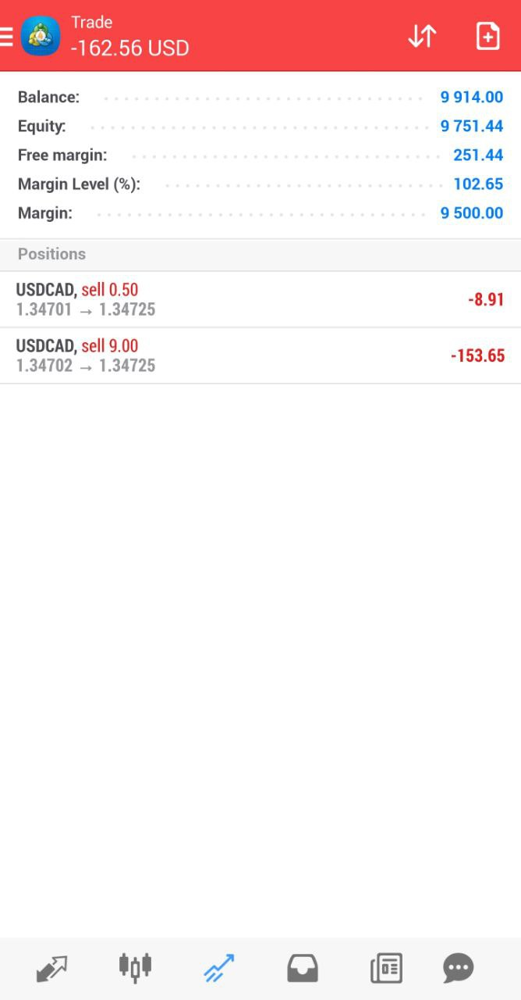 Trade
-162.56 USD
Balance: 9 914.00
Equity: 9 751.44
Free margin: 251.44
Margin Level (%): 102.65
Margin: 9 500.00
Positions
USDCAD, sell 0.50
1.34701 → 1.34725
-8.91
USDCAD, sell 9.00
1.34702 → 1.34725
-153.65